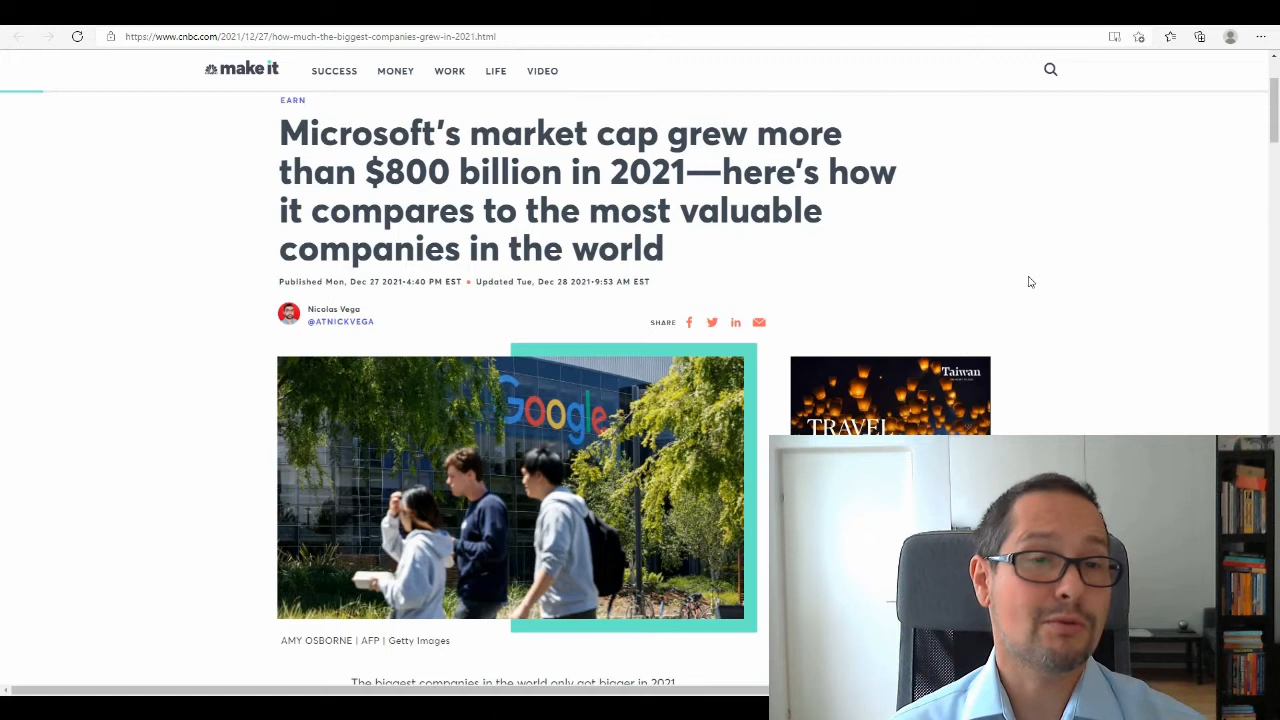 https://www.cnbc.com/2021/12/27/how-much-the-biggest-companies-grew-in-2021.html
make it SUCCESS MONEY WORK LIFE VIDEO
EARN
Microsoft's market cap grew more
than $800 billion in 2021—here's how
it compares to the most valuable
companies in the world
Published Mon, Dec 27 2021•4:40 PM EST • Updated Tue, Dec 28 2021•9:53 AM EST
Nicolas Vega
@ATNICKVEGA
SHARE
Google
Taiwan
TRAVEL
AMY OSBORNE | AFP | Getty Images
The biggest companies in the world only got bigger in 2021